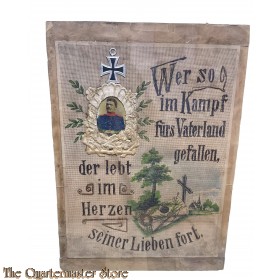 Wer so
im Kampf
fürs Vaterland
gefallen,
der lebt
im
Herzen
seiner Lieben fort.
© The Quartermaster Store